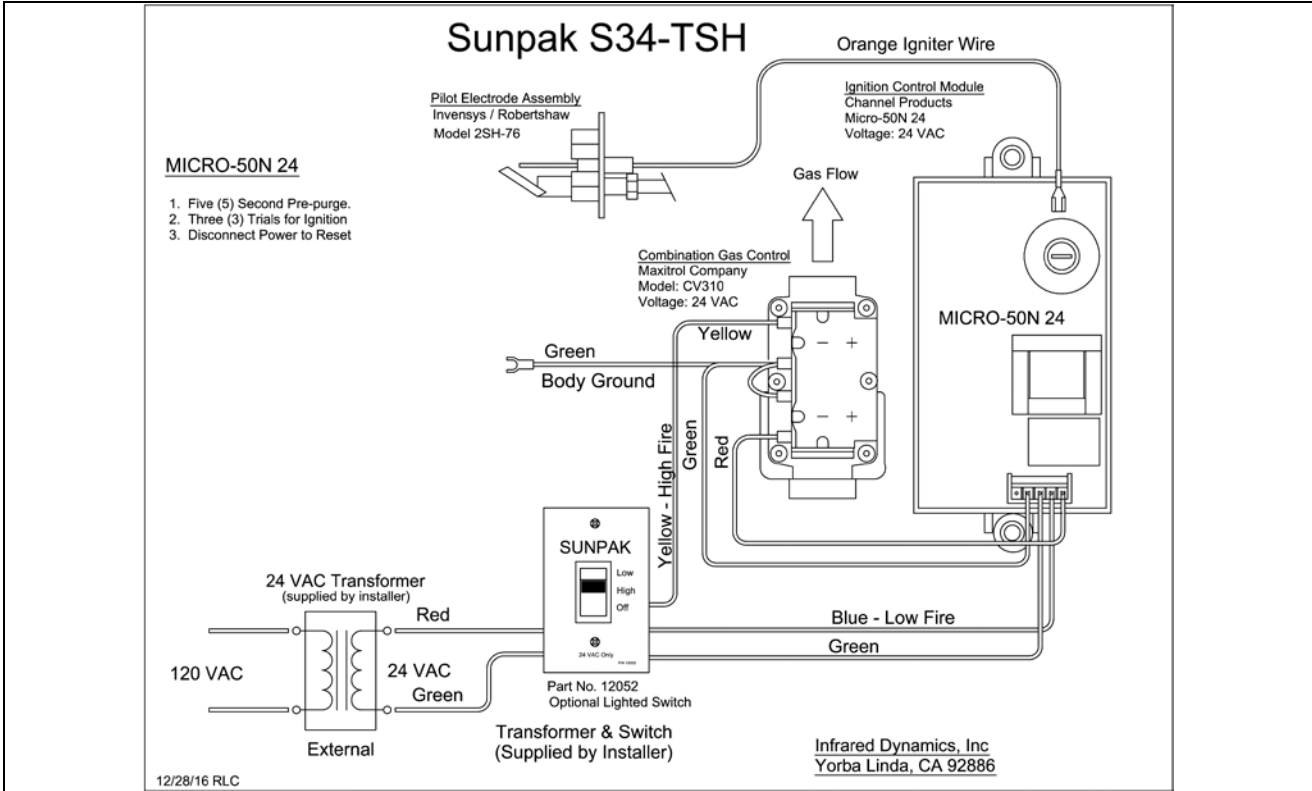 Sunpak S34-TSH
Orange Igniter Wire
Pilot Electrode Assembly
Invensys / Robertshaw
Model 2SH-76
Ignition Control Module
Channel Products
Micro-50N 24
Voltage: 24 VAC
MICRO-50N 24
1. Five (5) Second Pre-purge.
2. Three (3) Trials for Ignition
3. Disconnect Power to Reset
Gas Flow
Combination Gas Control
Maxitrol Company
Model: CV310
Voltage: 24 VAC
MICRO-50N 24
Yellow
Green
Body Ground
Yellow - High Fire
Green
Red
SUNPAK
Low
High
Off
24 VAC Only
24 VAC Transformer
(supplied by installer)
Red
120 VAC
24 VAC
Green
External
Blue - Low Fire
Green
Part No. 12052
Optional Lighted Switch
Transformer & Switch
(Supplied by Installer)
Infrared Dynamics, Inc
Yorba Linda, CA 92886
12/28/16 RLC